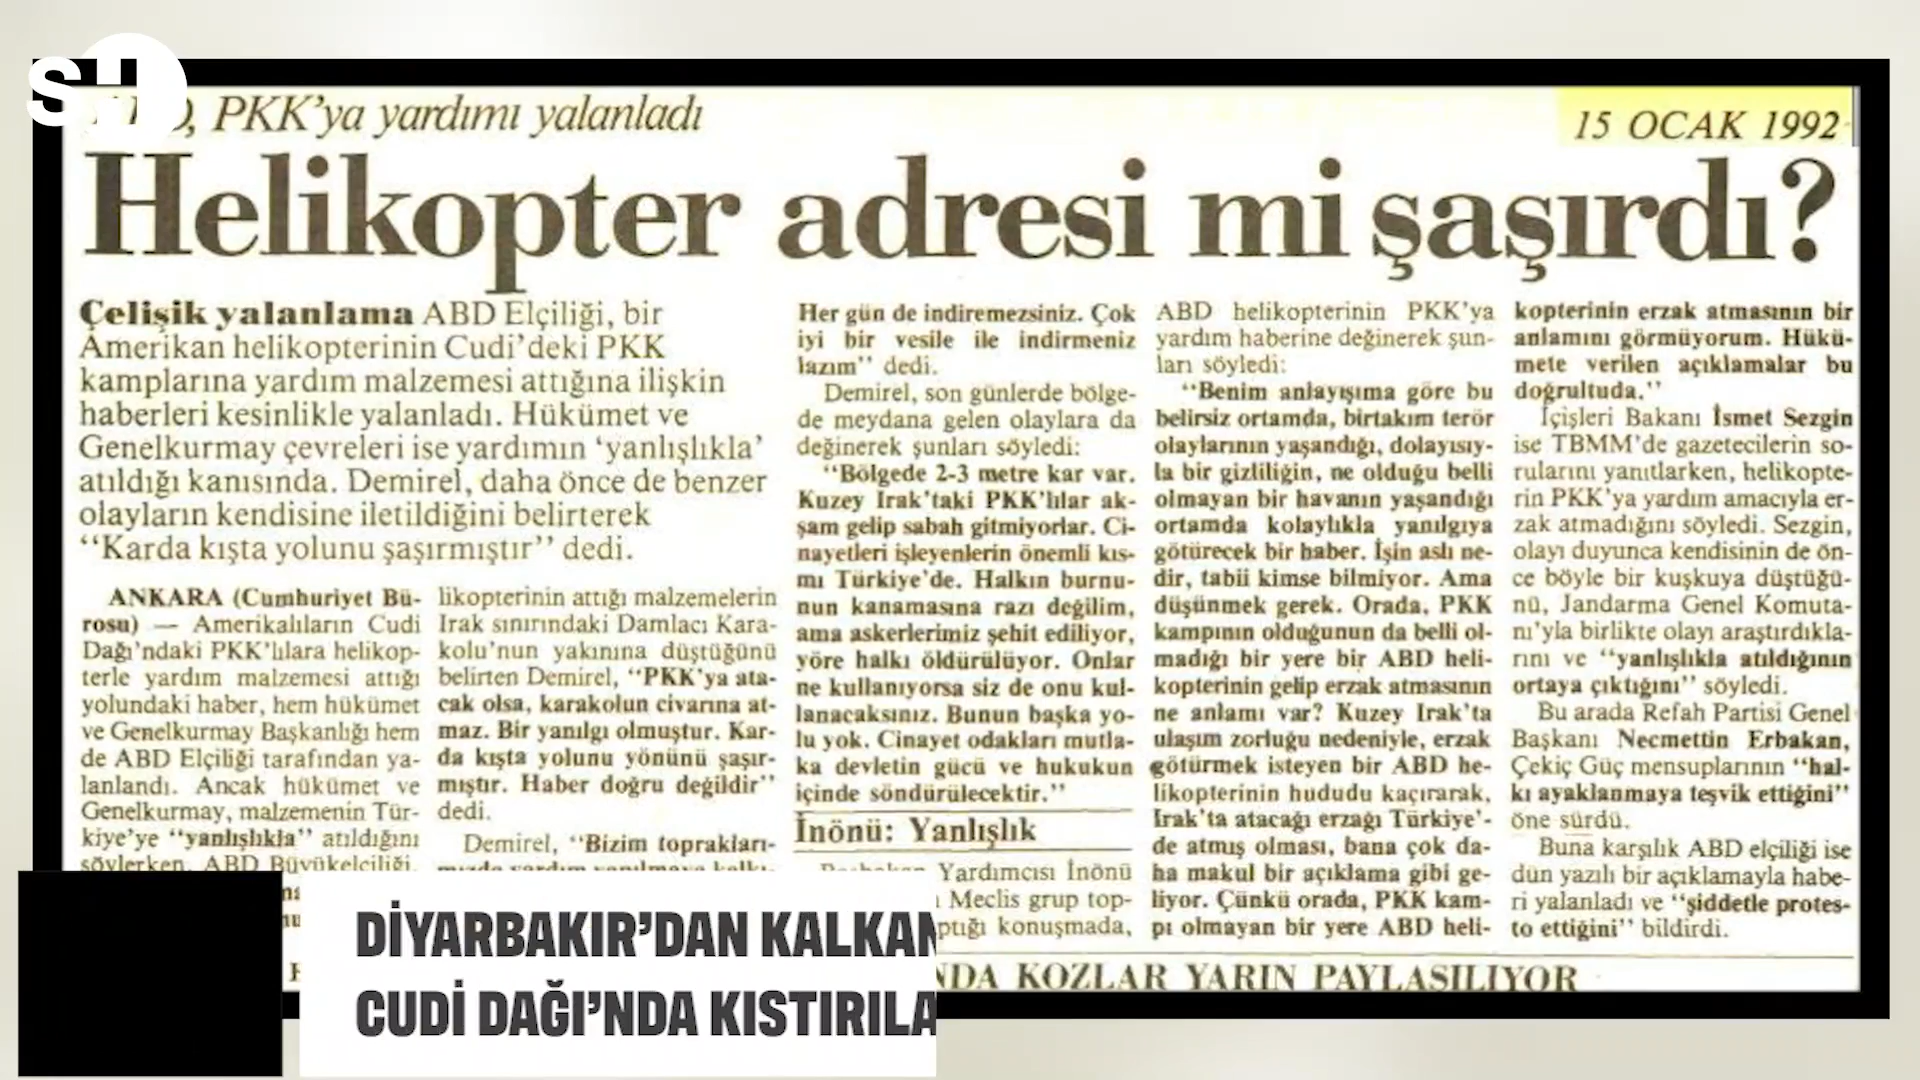 SH
PKK'ya yardımı yalanladı
15 OCAK 1992
Helikopter adresi mi şaşırdı?
Çelişik yalanlama ABD Elçiliği, bir
Amerikan helikopterinin Cudi'deki PKK
kamplarına yardım malzemesi attığına ilişkin
haberleri kesinlikle yalanladı. Hükümet ve
Genelkurmay çevreleri ise yardımın 'yanlışlıkla'
atıldığı kanısında. Demirel, daha önce de benzer
olayların kendisine iletildiğini belirterek
"Karda kışta yolunu şaşırmıştır" dedi.
ANKARA (Cumhuriyet Bü-
rosu) — Amerikalıların Cudi
Dağı'ndaki PKK'lılara helikop-
terle yardım malzemesi attığı
yolundaki haber, hem hükümet
ve Genelkurmay Başkanlığı hem
de ABD Elçiliği tarafından ya-
lanlandı. Ancak hükümet ve
Genelkurmay, malzemenin Tür-
kiye'ye "yanlışlıkla" atıldığını
söylerken, ABD Büyükelçiliği,
likopterinin attığı malzemelerin
Irak sınırındaki Damlacı Kara-
kolu'nun yakınına düştüğünü
belirten Demirel, "PKK'ya ata-
cak olsa, karakolun civarına at-
maz. Bir yanılgı olmuştur. Kar-
da kışta yolunu yönünü şaşır-
mıştır. Haber doğru değildir"
dedi.
Demirel, "Bizim toprakları-
Her gün de indiremezsiniz. Çok
iyi bir vesile ile indirmeniz
lazım" dedi.
Demirel, son günlerde bölge-
de meydana gelen olaylara da
değinerek şunları söyledi:
"Bölgede 2-3 metre kar var.
Kuzey Irak'taki PKK'lılar ak-
şam gelip sabah gitmiyorlar. Ci-
nayetleri işleyenlerin önemli kıs-
mı Türkiye'de. Halkın burnu-
nun kanamasına razı değilim,
ama askerlerimiz şehit ediliyor,
yöre halkı öldürülüyor. Onlar
ne kullanıyorsa siz de onu kul-
lanacaksınız. Bunun başka yo-
lu yok. Cinayet odakları mutla-
ka devletin gücü ve hukukun
içinde söndürülecektir."
İnönü: Yanlışlık
Yardımcısı İnönü
Meclis grup top-
ptığı konuşmada,
ABD helikopterinin PKK'ya
yardım haberine değinerek şun-
ları söyledi:
"Benim anlayışıma göre bu
belirsiz ortamda, birtakım terör
olaylarının yaşandığı, dolayısıy-
la bir gizliliğin, ne olduğu belli
olmayan bir havanın yaşandığı
ortamda kolaylıkla yanılgıya
götürecek bir haber. İşin aslı ne-
dir, tabii kimse bilmiyor. Ama
düşünmek gerek. Orada, PKK
kampının olduğunun da belli ol-
madığı bir yere bir ABD heli-
kopterinin gelip erzak atmasının
ne anlamı var? Kuzey Irak'ta
ulaşım zorluğu nedeniyle, erzak
götürmek isteyen bir ABD he-
likopterinin hududu kaçırarak,
Irak'ta atacağı erzağı Türkiye'-
de atmış olması, bana çok da-
ha makul bir açıklama gibi ge-
liyor. Çünkü orada, PKK kam-
pı olmayan bir yere ABD heli-
kopterinin erzak atmasının bir
anlamını görmüyorum. Hükü-
mete verilen açıklamalar bu
doğrultuda."
İçişleri Bakanı İsmet Sezgin
ise TBMM'de gazetecilerin so-
rularını yanıtlarken, helikopte-
rin PKK'ya yardım amacıyla er-
zak atmadığını söyledi. Sezgin,
olayı duyunca kendisinin de ön-
ce böyle bir kuşkuya düştüğü-
nü, Jandarma Genel Komuta-
nı'yla birlikte olayı araştırdıkla-
rını ve "yanlışlıkla atıldığının
ortaya çıktığını" söyledi.
Bu arada Refah Partisi Genel
Başkanı Necmettin Erbakan,
Çekiç Güç mensuplarının "hal-
kı ayaklanmaya teşvik ettiğini"
öne sürdü.
Buna karşılık ABD elçiliği ise
dün yazılı bir açıklamayla habe-
ri yalanladı ve "şiddetle protes-
to ettiğini" bildirdi.
NDA KOZLAR YARIN PAYLAŞILIYOR
DİYARBAKIR'DAN KALKAN
CUDİ DAĞI'NDA KISTIRILA